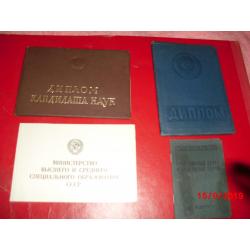 ДИПЛОМ
КАНДИДАТА НАУК
ДИПЛОМ
МИНИСТЕРСТВО
ВЫСШЕГО И СРЕДНЕГО
СПЕЦИАЛЬНОГО ОБРАЗОВАНИЯ
СССР